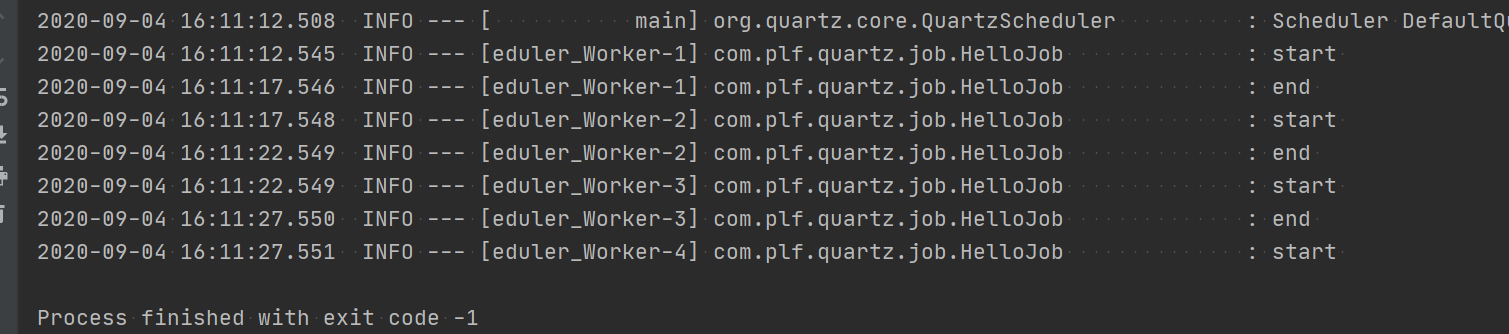 2020-09-04 16:11:12.508  INFO --- [           main] org.quartz.core.QuartzScheduler          : Scheduler DefaultQu
2020-09-04 16:11:12.545  INFO --- [eduler_Worker-1] com.plf.quartz.job.HelloJob              : start
2020-09-04 16:11:17.546  INFO --- [eduler_Worker-1] com.plf.quartz.job.HelloJob              : end
2020-09-04 16:11:17.548  INFO --- [eduler_Worker-2] com.plf.quartz.job.HelloJob              : start
2020-09-04 16:11:22.549  INFO --- [eduler_Worker-2] com.plf.quartz.job.HelloJob              : end
2020-09-04 16:11:22.549  INFO --- [eduler_Worker-3] com.plf.quartz.job.HelloJob              : start
2020-09-04 16:11:27.550  INFO --- [eduler_Worker-3] com.plf.quartz.job.HelloJob              : end
2020-09-04 16:11:27.551  INFO --- [eduler_Worker-4] com.plf.quartz.job.HelloJob              : start
Process finished with exit code -1